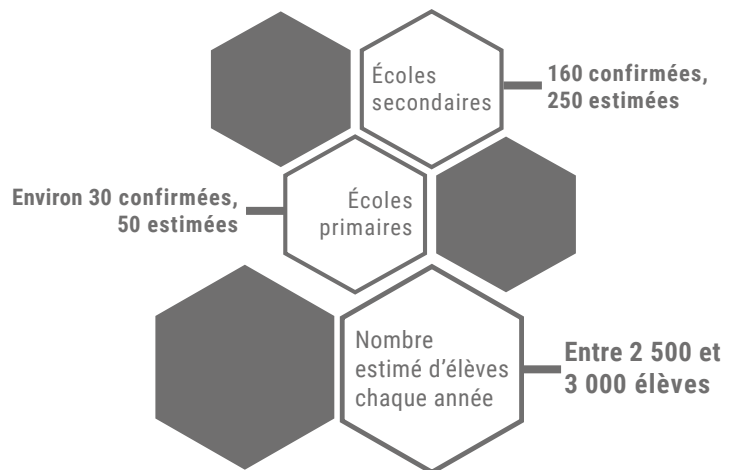 Écoles
secondaires
160 confirmées,
250 estimées
Environ 30 confirmées,
50 estimées
Écoles
primaires
Nombre
estimé d'élèves
chaque année
Entre 2 500 et
3 000 élèves